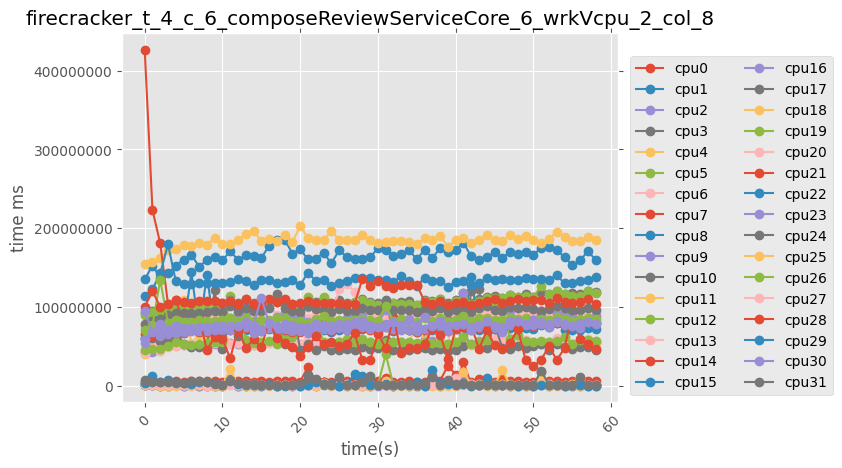 firecracker_t_4_c_6_composeReviewServiceCore_6_wrkVcpu_2_col_8
time ms
400000000
300000000
200000000
100000000
0
0
10
20
30
40
50
60
time(s)
cpu0
cpu1
cpu2
cpu3
cpu4
cpu5
cpu6
cpu7
cpu8
cpu9
cpu10
cpu11
cpu12
cpu13
cpu14
cpu15
cpu16
cpu17
cpu18
cpu19
cpu20
cpu21
cpu22
cpu23
cpu24
cpu25
cpu26
cpu27
cpu28
cpu29
cpu30
cpu31